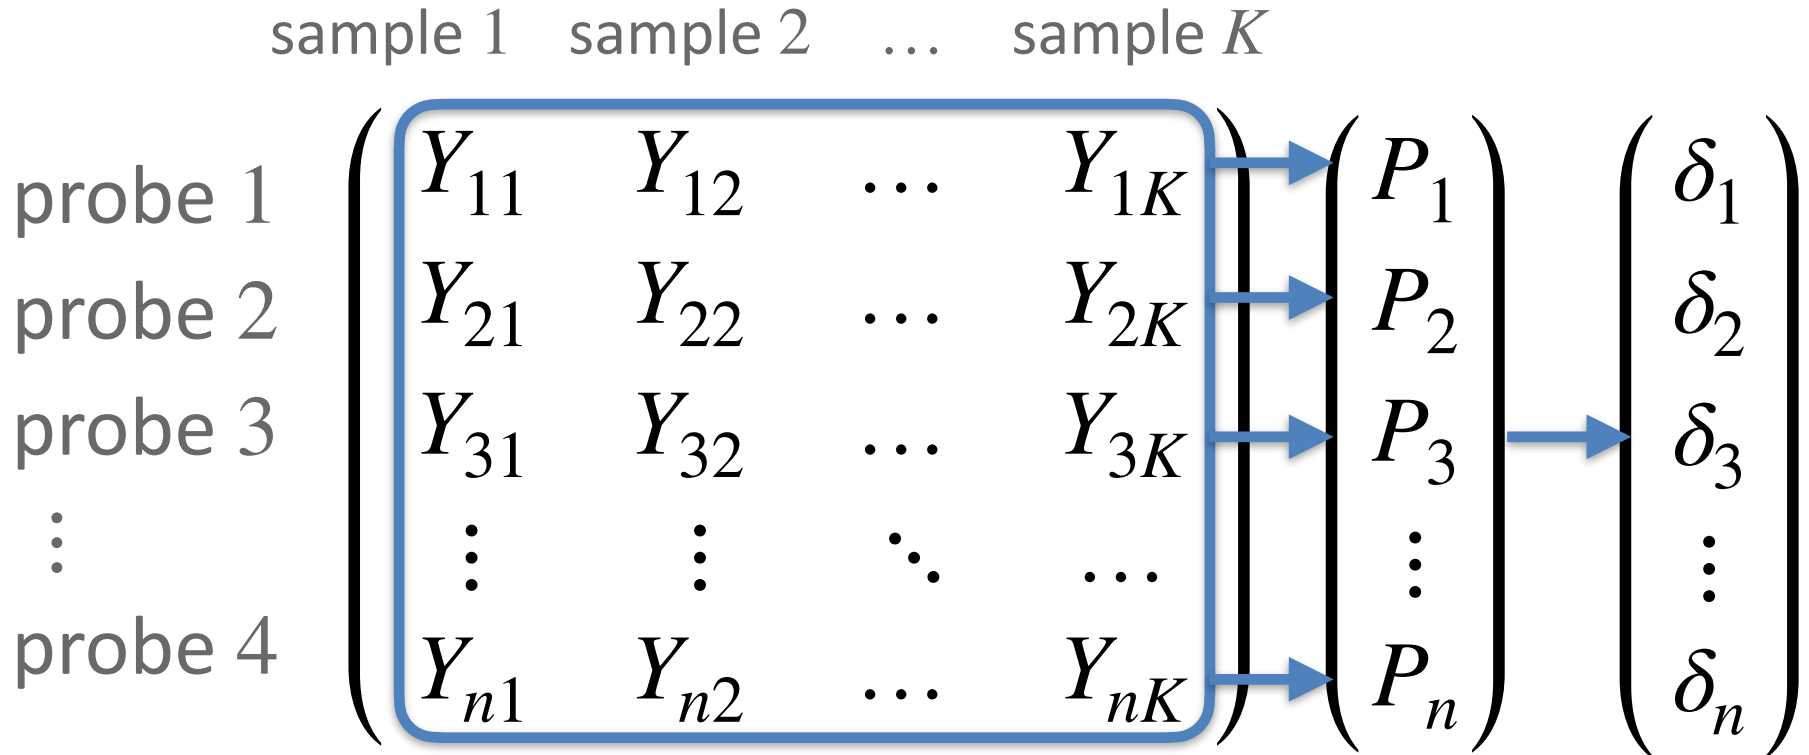 sample 1 sample 2 … sample K
probe 1 Y₁₁ Y₁₂ … Y₁K P₁ δ₁
probe 2 Y₂₁ Y₂₂ … Y₂K P₂ δ₂
probe 3 Y₃₁ Y₃₂ … Y₃K P₃ δ₃
⋮ ⋮ ⋮ ⋱ … ⋮ ⋮
probe 4 Yₙ₁ Yₙ₂ … YₙK Pₙ δₙ